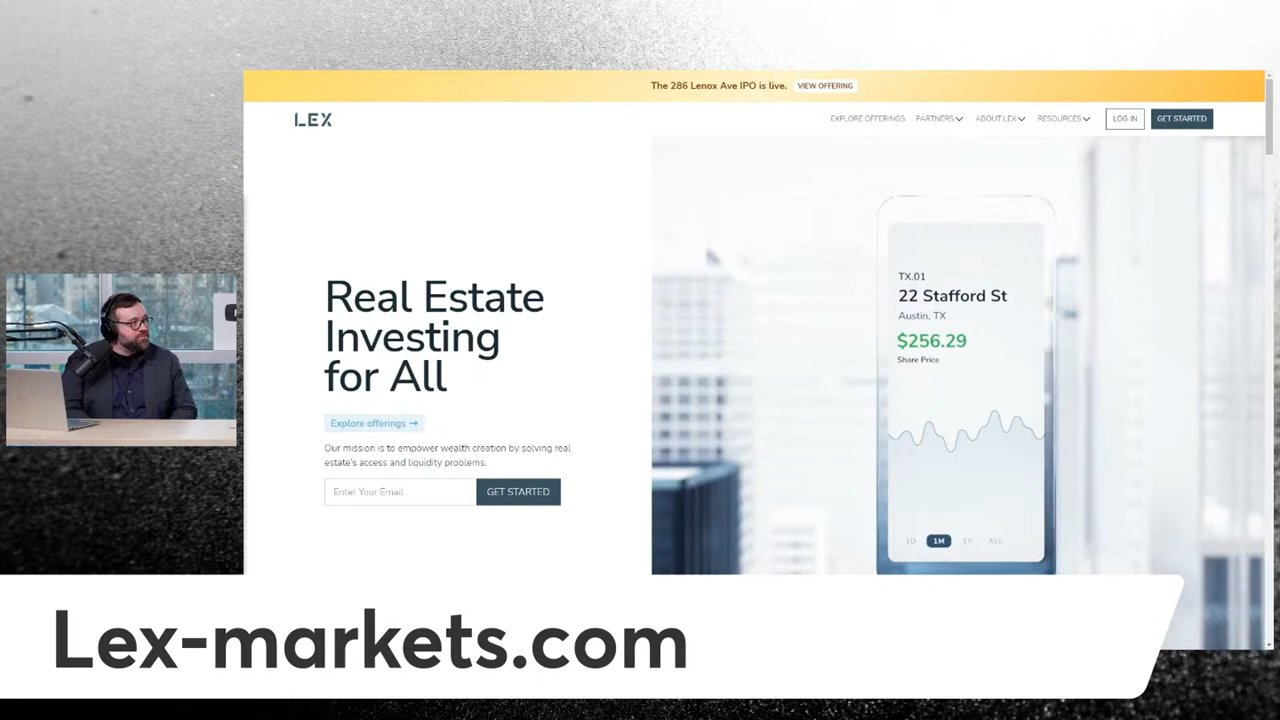 The 286 Lenox Ave IPO is live. VIEW OFFERING
LEX
EXPLORE OFFERINGS PARTNERS ABOUT LEX RESOURCES LOG IN GET STARTED
Real Estate
Investing
for All
Explore offerings →
Our mission is to empower wealth creation by solving real
estate's access and liquidity problems.
Enter Your Email GET STARTED
TX.01
22 Stafford St
Austin, TX
$256.29
Share Price
1D 1M 1Y ALL
Lex-markets.com